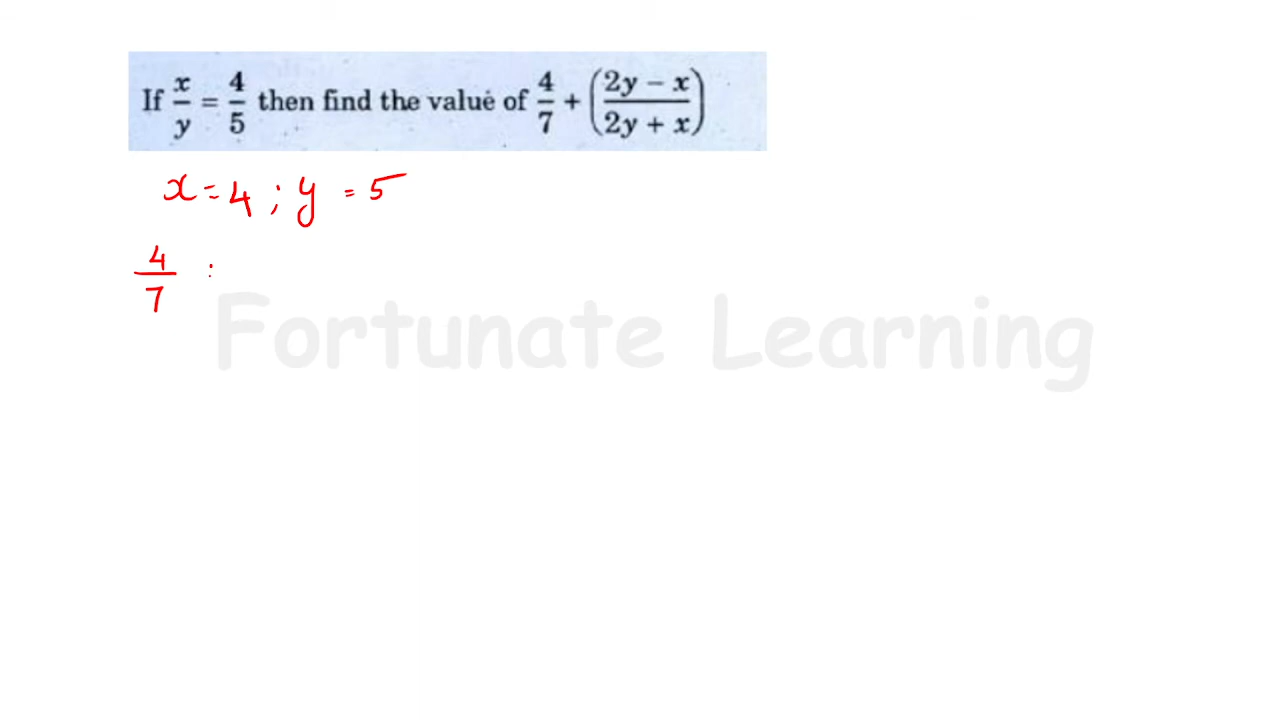 If x/y = 4/5 then find the value of 4/7 + ((2y − x)/(2y + x))
x = 4 ; y = 5
4/7
Fortunate Learning